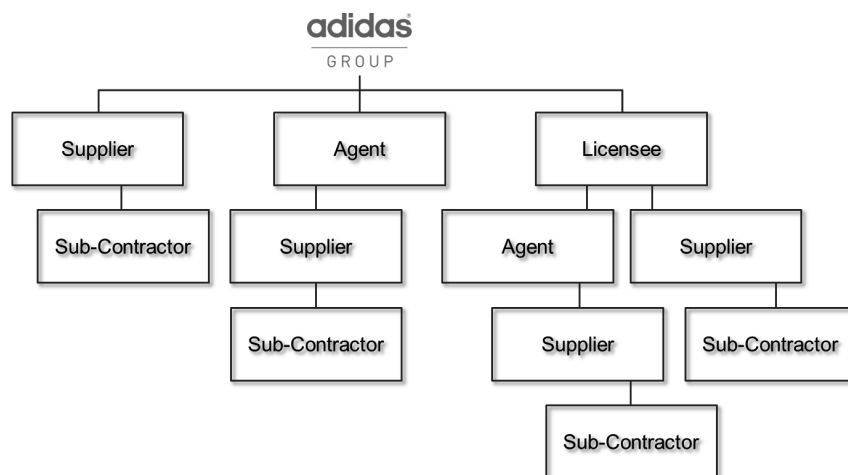 adidas
GROUP
Supplier
Agent
Licensee
Sub-Contractor
Supplier
Agent
Supplier
Sub-Contractor
Supplier
Sub-Contractor
Sub-Contractor